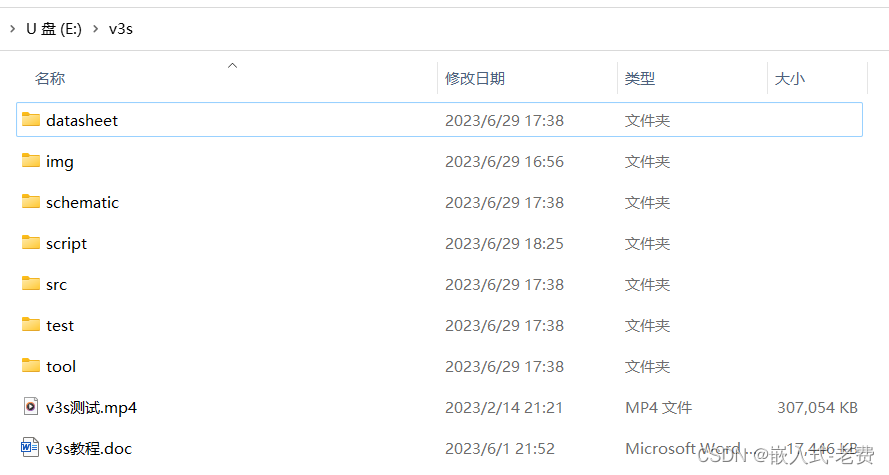 U 盘 (E:) v3s
名称 修改日期 类型 大小
datasheet 2023/6/29 17:38 文件夹
img 2023/6/29 16:56 文件夹
schematic 2023/6/29 17:38 文件夹
script 2023/6/29 18:25 文件夹
src 2023/6/29 17:38 文件夹
test 2023/6/29 17:38 文件夹
tool 2023/6/29 17:38 文件夹
v3s测试.mp4 2023/2/14 21:21 MP4 文件 307,054 KB
v3s教程.doc 2023/6/1 21:52 Microsoft Word ... 17,446 KB
CSDN @嵌入式-老费